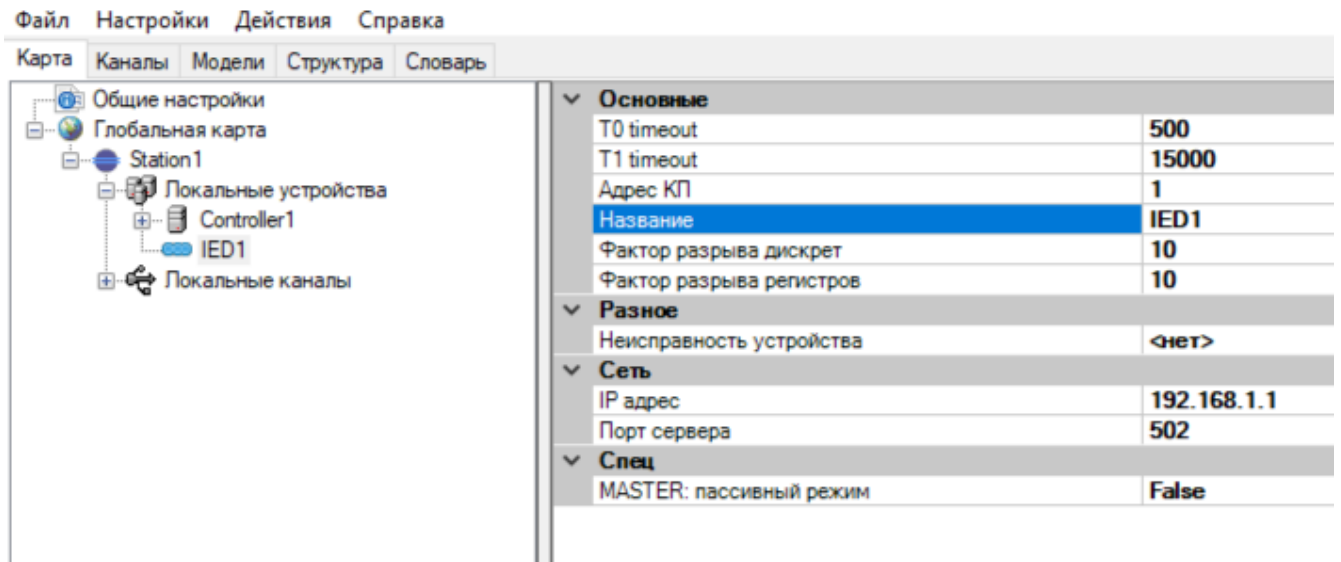 Файл Настройки Действия Справка
Карта Каналы Модели Структура Словарь
Общие настройки
Глобальная карта
Station1
Локальные устройства
Controller1
IED1
Локальные каналы
Основные
T0 timeout 500
T1 timeout 15000
Адрес КП 1
Название IED1
Фактор разрыва дискрет 10
Фактор разрыва регистров 10
Разное
Неисправность устройства <нет>
Сеть
IP адрес 192.168.1.1
Порт сервера 502
Спец
MASTER: пассивный режим False